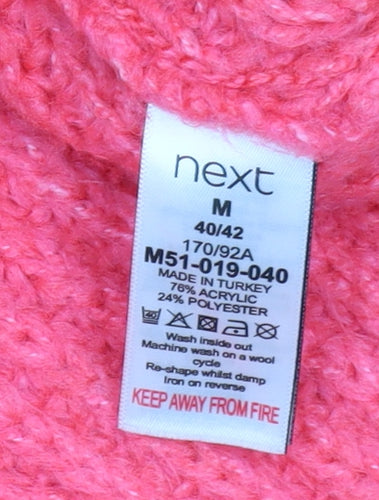 next
M
40/42
170/92A
M51-019-040
MADE IN TURKEY
76% ACRYLIC
24% POLYESTER
40
Wash inside out
Machine wash on a wool
cycle
Re-shape whilst damp
Iron on reverse
KEEP AWAY FROM FIRE